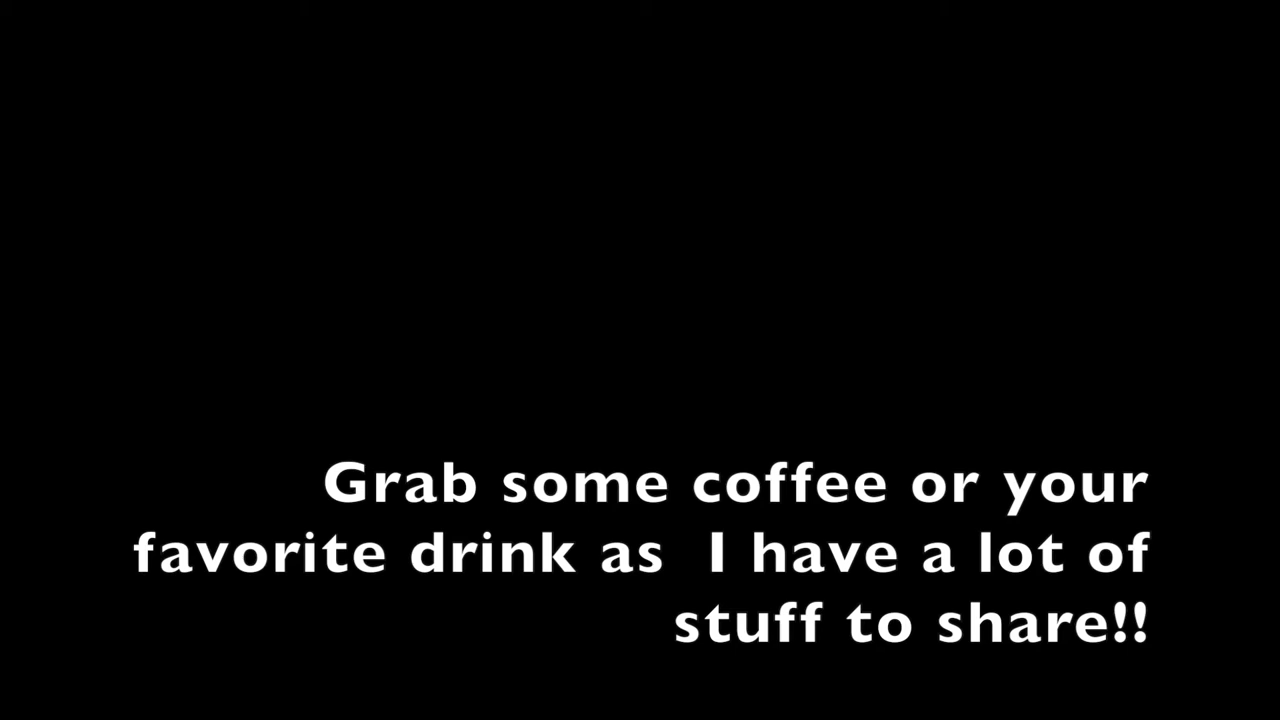 Grab some coffee or your
favorite drink as  I have a lot of
stuff to share!!